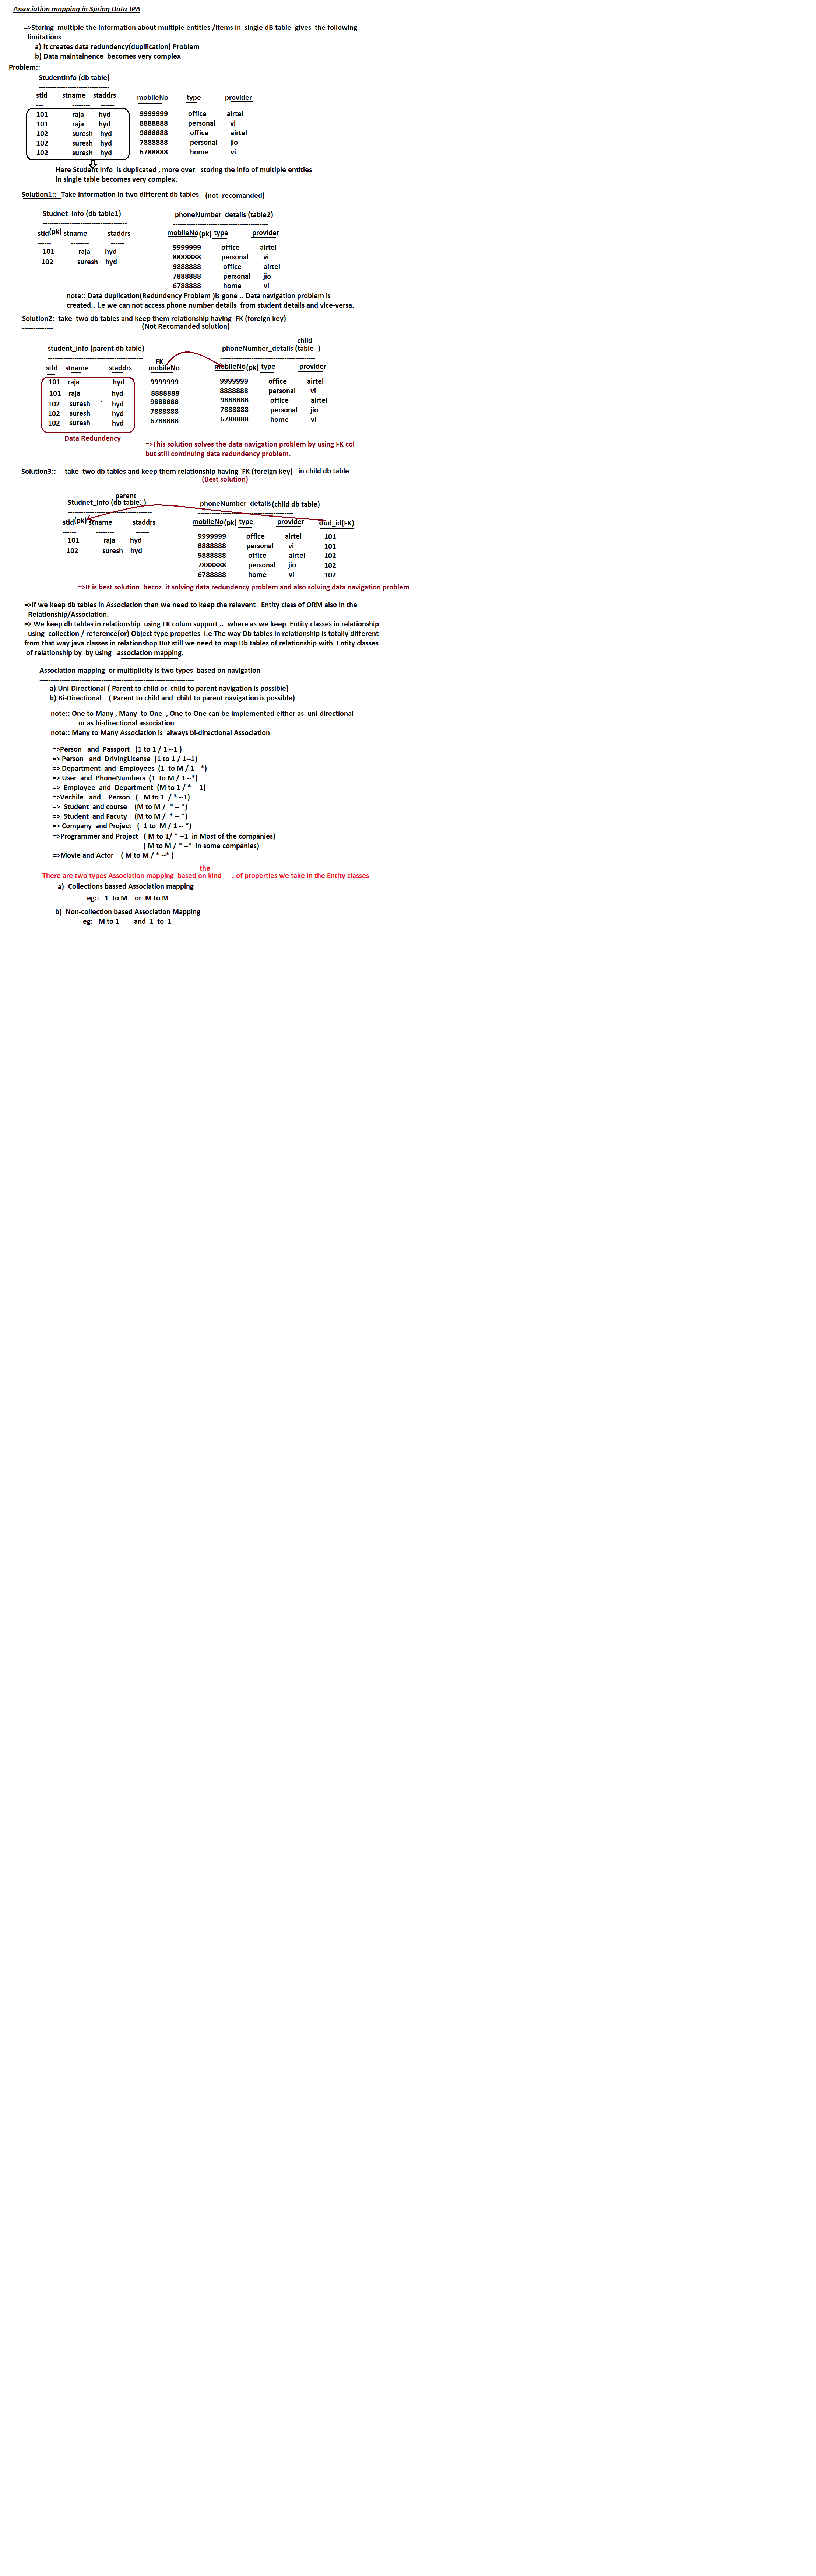 Association mapping in Spring Data JPA
=>Storing multiple the information about multiple entities /items in single dB table gives the following
limitations
a) It creates data redundency(dupliication) Problem
b) Data maintainence becomes very complex
Problem::
StudentInfo (db table)
----------------------------------
stid stname staddrs mobileNo type provider
--- -------- ------
101 raja hyd 9999999 office airtel
101 raja hyd 8888888 personal vi
102 suresh hyd 9888888 office airtel
102 suresh hyd 7888888 personal jio
102 suresh hyd 6788888 home vi
Here Student Info is duplicated , more over storing the info of multiple entities
in single table becomes very complex.
Solution1:: Take information in two different db tables (not recomanded)
Studnet_info (db table1) phoneNumber_details (table2)
---------------------------------------- ----------------------------------------------
stid(pk) stname staddrs mobileNo(pk) type provider
------ -------- ------
101 raja hyd 9999999 office airtel
102 suresh hyd 8888888 personal vi
9888888 office airtel
7888888 personal jio
6788888 home vi
note:: Data duplication(Redundency Problem )is gone .. Data navigation problem is
created.. i.e we can not access phone number details from student details and vice-versa.
Solution2: take two db tables and keep them relationship having FK (foreign key)
--------------- (Not Recomanded solution)
child
student_info (parent db table) phoneNumber_details (table )
---------------------------------------------- ----------------------------------------------
FK
stId stname staddrs mobileNo mobileNo(pk) type provider
101 raja hyd 9999999 9999999 office airtel
101 raja hyd 8888888 8888888 personal vi
102 suresh hyd 9888888 9888888 office airtel
102 suresh hyd 7888888 7888888 personal jio
102 suresh hyd 6788888 6788888 home vi
Data Redundency
=>This solution solves the data navigation problem by using FK col
but still continuing data redundency problem.
Solution3:: take two db tables and keep them relationship having FK (foreign key) in child db table
(Best solution)
parent
Studnet_info (db table ) phoneNumber_details(child db table)
---------------------------------------- ----------------------------------------------
stid(pk) stname staddrs mobileNo(pk) type provider stud_id(FK)
------ -------- ------
101 raja hyd 9999999 office airtel 101
102 suresh hyd 8888888 personal vi 101
9888888 office airtel 102
7888888 personal jio 102
6788888 home vi 102
=>It is best solution becoz it solving data redundency problem and also solving data navigation problem
=>if we keep db tables in Association then we need to keep the relavent Entity class of ORM also in the
Relationship/Association.
=> We keep db tables in relationship using FK colum support .. where as we keep Entity classes in relationship
using collection / reference(or) Object type propeties i.e The way Db tables in relationship is totally different
from that way java classes in relationshop But still we need to map Db tables of relationship with Entity classes
of relationship by by using association mapping.
Association mapping or multiplicity is two types based on navigation
--------------------------------------------------------------------------
a) Uni-Directional ( Parent to child or child to parent navigation is possible)
b) Bi-Directional ( Parent to child and child to parent navigation is possible)
note:: One to Many , Many to One , One to One can be implemented either as uni-directional
or as bi-directional association
note:: Many to Many Association is always bi-directional Association
=>Person and Passport (1 to 1 / 1 --1 )
=> Person and DrivingLicense (1 to 1 / 1--1)
=> Department and Employees (1 to M / 1 --*)
=> User and PhoneNumbers (1 to M / 1 --*)
=> Employee and Department (M to 1 / * -- 1)
=>Vechile and Person ( M to 1 / * --1)
=> Student and course (M to M / * -- *)
=> Student and Facuty (M to M / * -- *)
=> Company and Project ( 1 to M / 1 -- *)
=>Programmer and Project ( M to 1/ * --1 in Most of the companies)
( M to M / * --* in some companies)
=>Movie and Actor ( M to M / * --* )
the
There are two types Association mapping based on kind . of properties we take in the Entity classes
a) Collections bassed Association mapping
eg:: 1 to M or M to M
b) Non-collection based Association Mapping
eg: M to 1 and 1 to 1